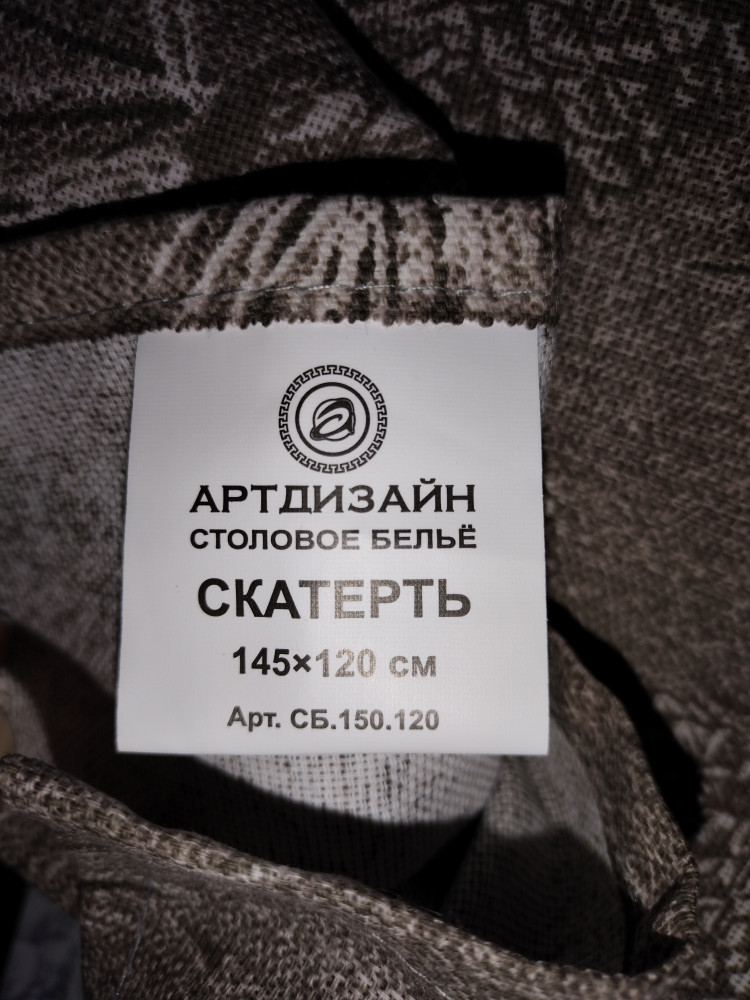 АРТДИЗАЙН
СТОЛОВОЕ БЕЛЬЁ
СКАТЕРТЬ
145×120 см
Арт. СБ.150.120